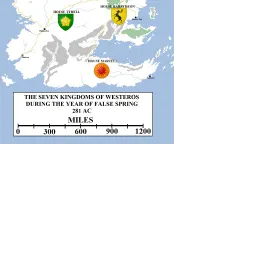 HOUSE BARATHEON
HOUSE TYRELL
HOUSE MARTELL
THE SEVEN KINGDOMS OF WESTEROS
DURING THE YEAR OF FALSE SPRING
281 AC
MILES
0 300 600 900 1200